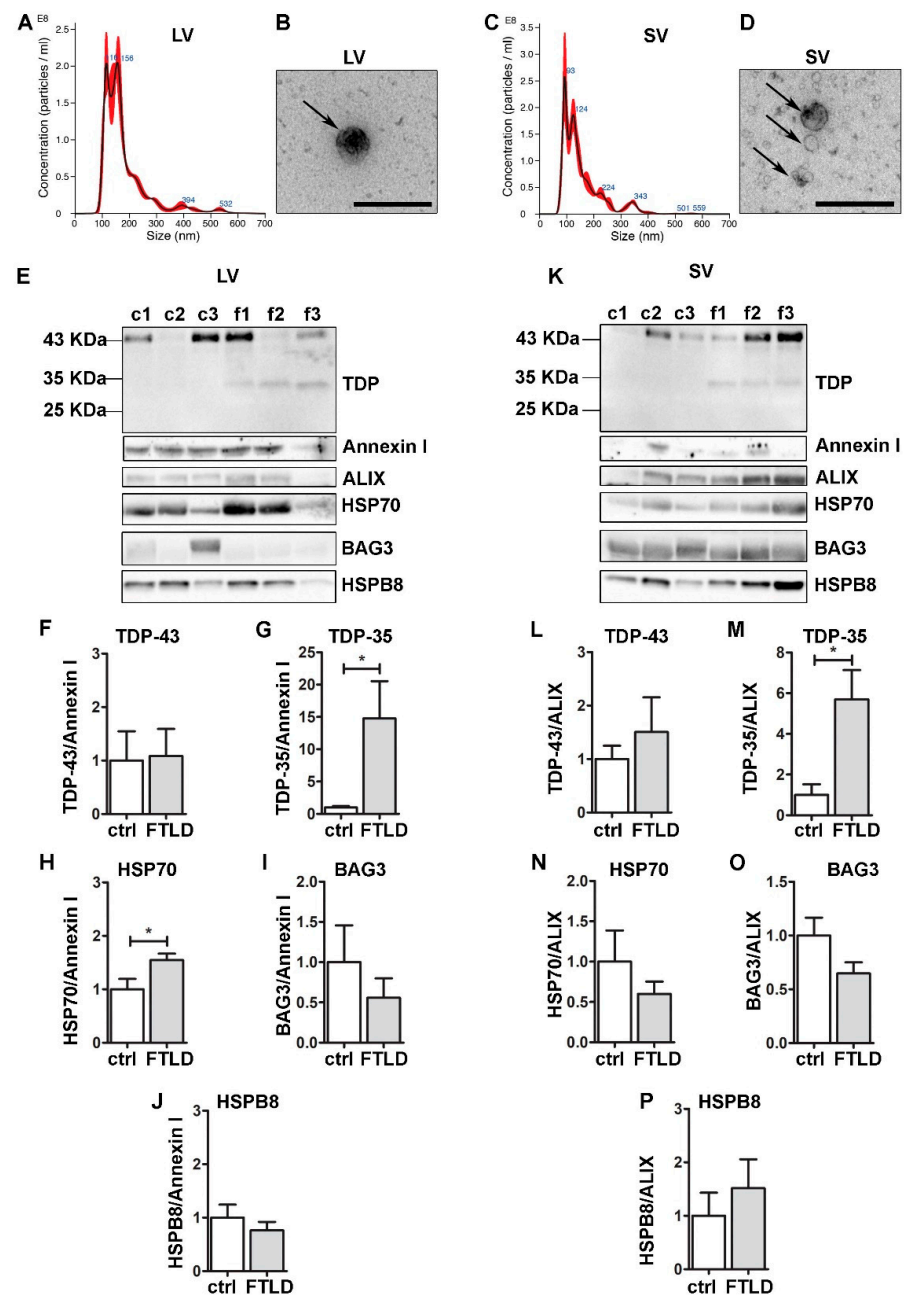 A
E8
LV
Concentration (particles / ml)
2.5
2.0
1.5
1.0
0.5
0
156
394
532
0 100 200 300 400 500 600 700
Size (nm)
B
LV
C
E8
SV
Concentration (particles / ml)
3.5
3.0
2.5
2.0
1.5
1.0
0.5
0
93
124
224
343
501 559
0 100 200 300 400 500 600 700
Size (nm)
D
SV
E
LV
c1 c2 c3 f1 f2 f3
43 KDa
35 KDa
25 KDa
TDP
Annexin I
ALIX
HSP70
BAG3
HSPB8
K
SV
c1 c2 c3 f1 f2 f3
43 KDa
35 KDa
25 KDa
TDP
Annexin I
ALIX
HSP70
BAG3
HSPB8
F
TDP-43
TDP-43/Annexin I
3
2
1
0
ctrl FTLD
G
TDP-35
TDP-35/Annexin I
25
20
15
10
5
0
*
ctrl FTLD
L
TDP-43
TDP-43/ALIX
3
2
1
0
ctrl FTLD
M
TDP-35
TDP-35/ALIX
8
6
4
2
0
*
ctrl FTLD
H
HSP70
HSP70/Annexin I
3
2
1
0
*
ctrl FTLD
I
BAG3
BAG3/Annexin I
2.0
1.5
1.0
0.5
0.0
ctrl FTLD
N
HSP70
HSP70/ALIX
2.0
1.5
1.0
0.5
0.0
ctrl FTLD
O
BAG3
BAG3/ALIX
1.5
1.0
0.5
0.0
ctrl FTLD
J
HSPB8
HSPB8/Annexin I
3
2
1
0
ctrl FTLD
P
HSPB8
HSPB8/ALIX
3
2
1
0
ctrl FTLD